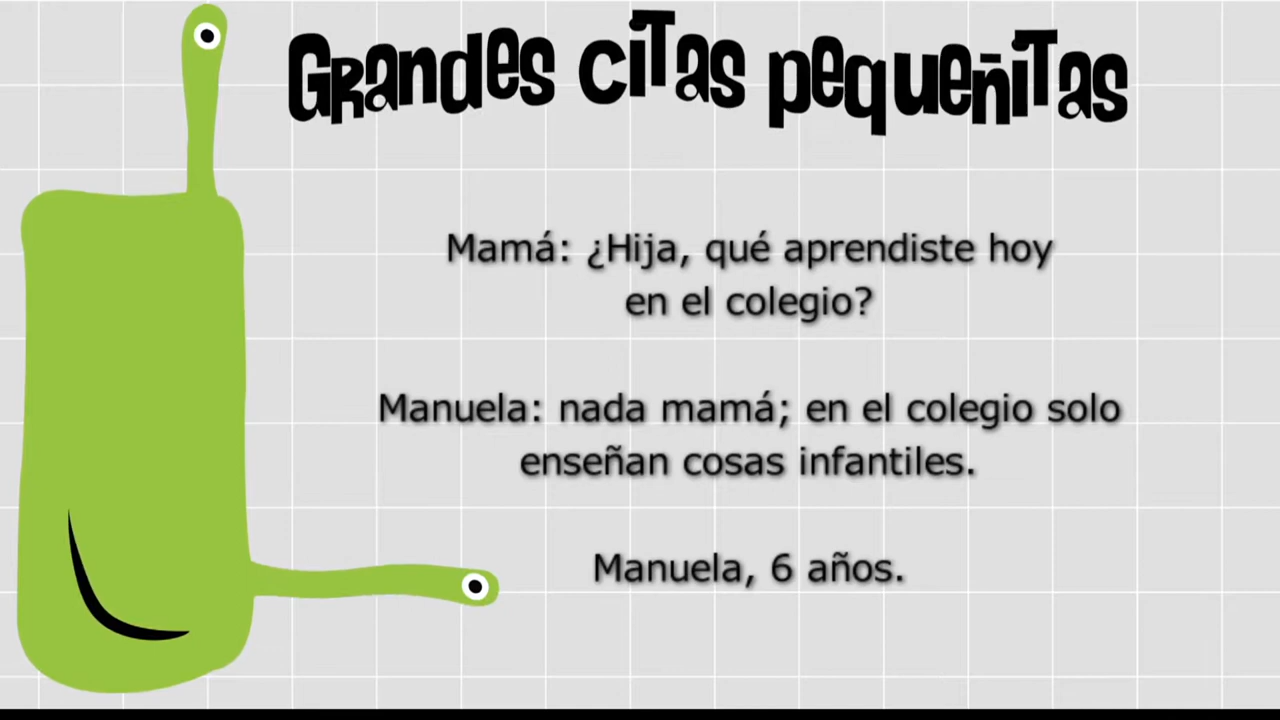 Grandes citas pequeñitas
Mamá: ¿Hija, qué aprendiste hoy
en el colegio?
Manuela: nada mamá; en el colegio solo
enseñan cosas infantiles.
Manuela, 6 años.